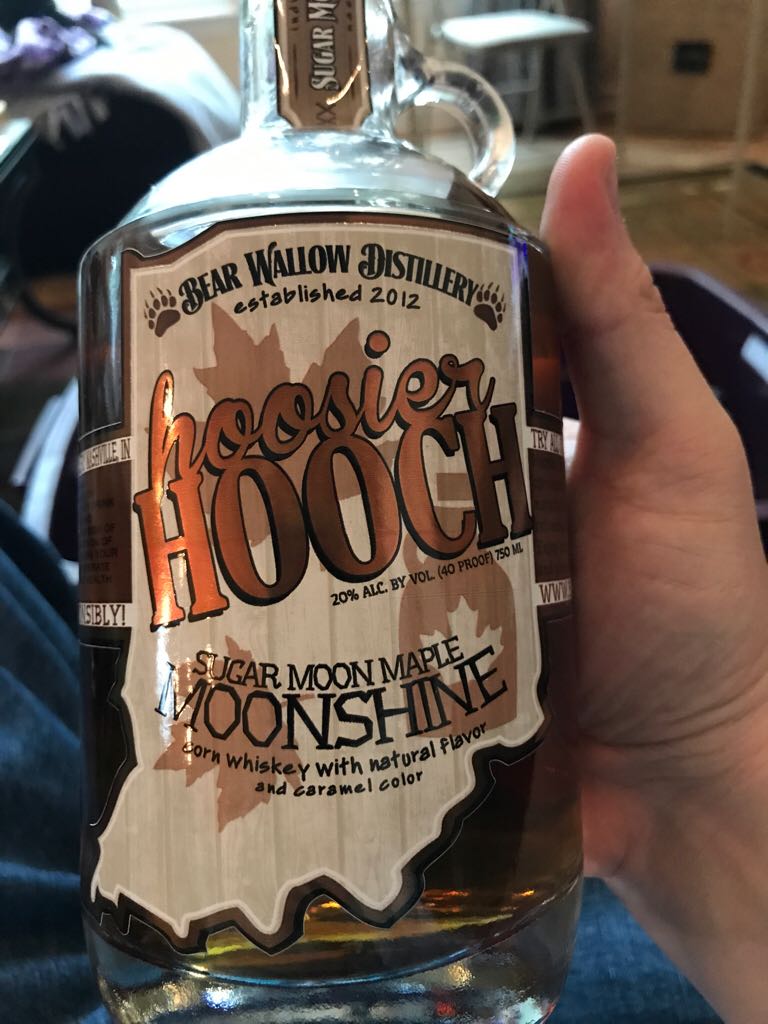 SUGAR M
XX
BEAR WALLOW DISTILLERY
established 2012
hoosier
HOOCH
20% ALC. BY VOL. (40 PROOF) 750 ML
SUGAR MOON MAPLE
MOONSHINE
corn whiskey with natural flavor
and caramel color
NASHVILLE, IN
SIBLY!
TRY
WWW